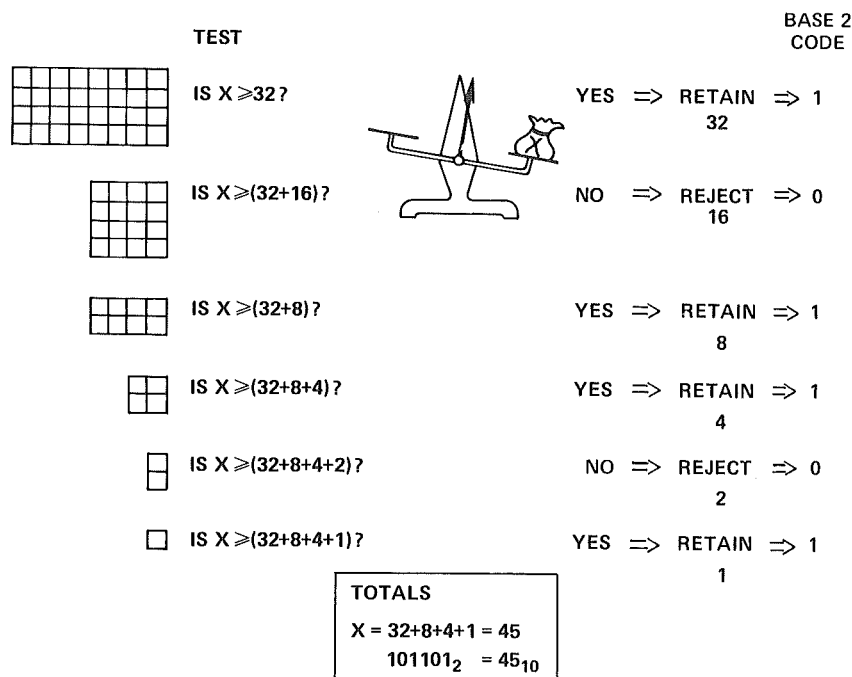 TEST
BASE 2
CODE
IS X ≥32? YES ⇒ RETAIN ⇒ 1
32
X
IS X ≥(32+16)? NO ⇒ REJECT ⇒ 0
16
IS X ≥(32+8)? YES ⇒ RETAIN ⇒ 1
8
IS X ≥(32+8+4)? YES ⇒ RETAIN ⇒ 1
4
IS X ≥(32+8+4+2)? NO ⇒ REJECT ⇒ 0
2
IS X ≥(32+8+4+1)? YES ⇒ RETAIN ⇒ 1
1
TOTALS
X = 32+8+4+1 = 45
101101₂ = 45₁₀